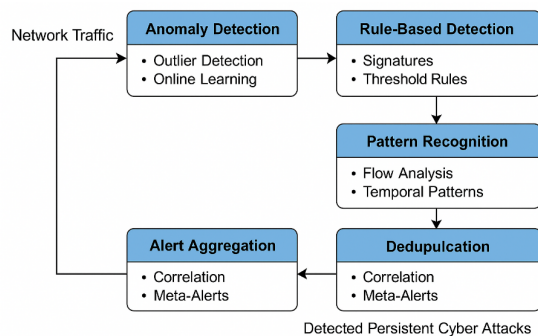 Network Traffic
Anomaly Detection
• Outlier Detection
• Online Learning
Rule-Based Detection
• Signatures
• Threshold Rules
Pattern Recognition
• Flow Analysis
• Temporal Patterns
Dedupulcation
• Correlation
• Meta-Alerts
Alert Aggregation
• Correlation
• Meta-Alerts
Detected Persistent Cyber Attacks